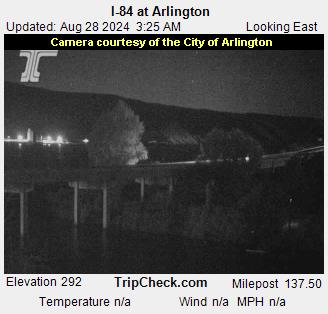 I-84 at Arlington
Updated: Aug 28 2024 3:25 AM Looking East
Camera courtesy of the City of Arlington
Elevation 292 TripCheck.com Milepost 137.50
Temperature n/a Wind n/a MPH n/a